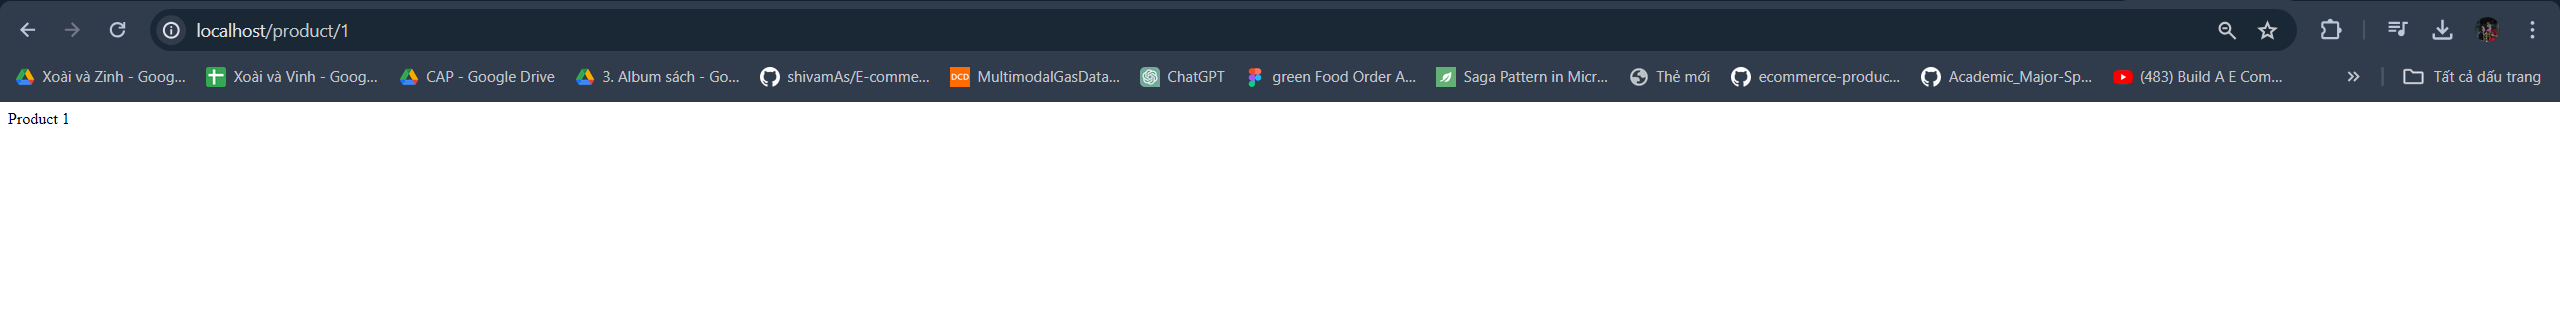 localhost/product/1
Xoài và Zinh - Goog... Xoài và Vinh - Goog... CAP - Google Drive 3. Album sách - Go... shivamAs/E-comme... DCD MultimodalGasData... ChatGPT green Food Order A... Saga Pattern in Micr... Thẻ mới ecommerce-produc... Academic_Major-Sp... (483) Build A E Com... Tất cả dấu trang
Product 1